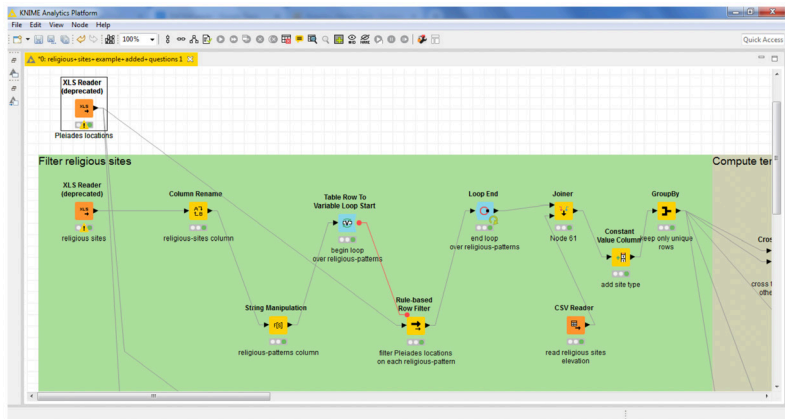 KNIME Analytics Platform
File Edit View Node Help
100%
Quick Access
*0: religious+sites+example+added+questions 1
XLS Reader
(deprecated)
XLS
Pleiades locations
Filter religious sites
Compute ter
XLS Reader
(deprecated)
XLS
religious sites
Column Rename
religious-sites column
Table Row To
Variable Loop Start
begin loop
over religious-patterns
Loop End
end loop
over religious-patterns
Joiner
Node 61
Constant
Value Column
add site type
GroupBy
keep only unique
rows
Cros
cross t
othe
String Manipulation
f(s)
religious-patterns column
Rule-based
Row Filter
filter Pleiades locations
on each religious-pattern
CSV Reader
read religious sites
elevation